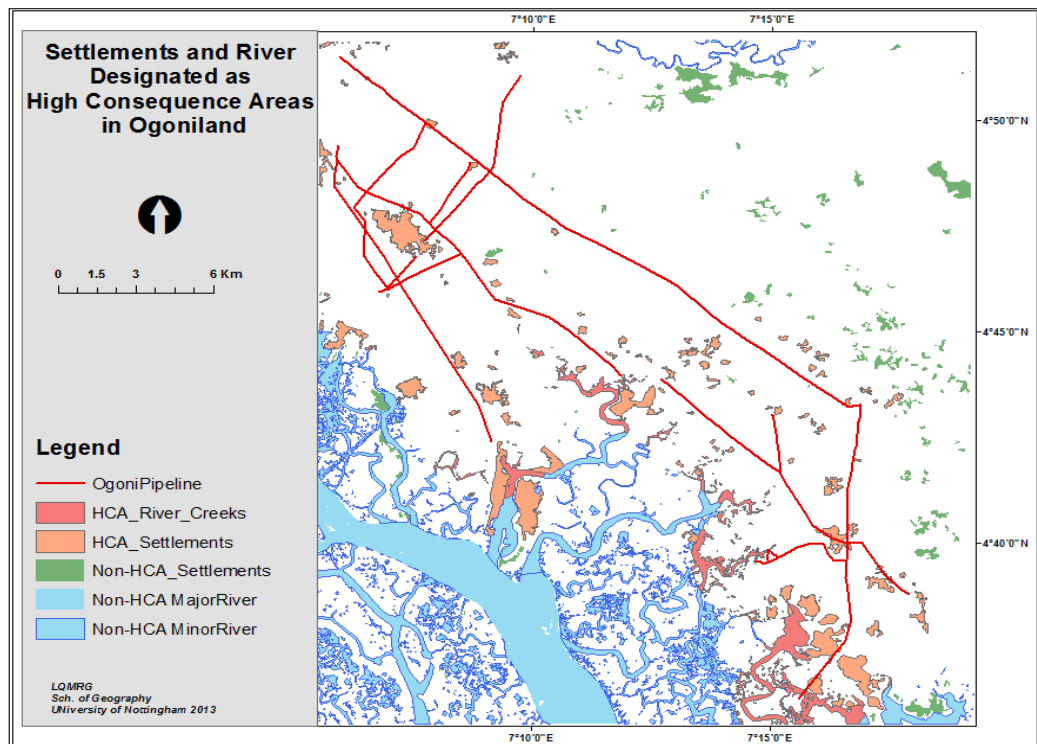 7°10'0"E 7°15'0"E
Settlements and River
Designated as
High Consequence Areas
in Ogoniland
4°50'0"N
0 1.5 3 6 Km
4°45'0"N
Legend
OgoniPipeline
HCA_River_Creeks
HCA_Settlements
4°40'0"N
Non-HCA_Settlements
Non-HCA MajorRiver
Non-HCA MinorRiver
LQMRG
Sch. of Geography
UNiversity of Nottingham 2013
7°10'0"E 7°15'0"E